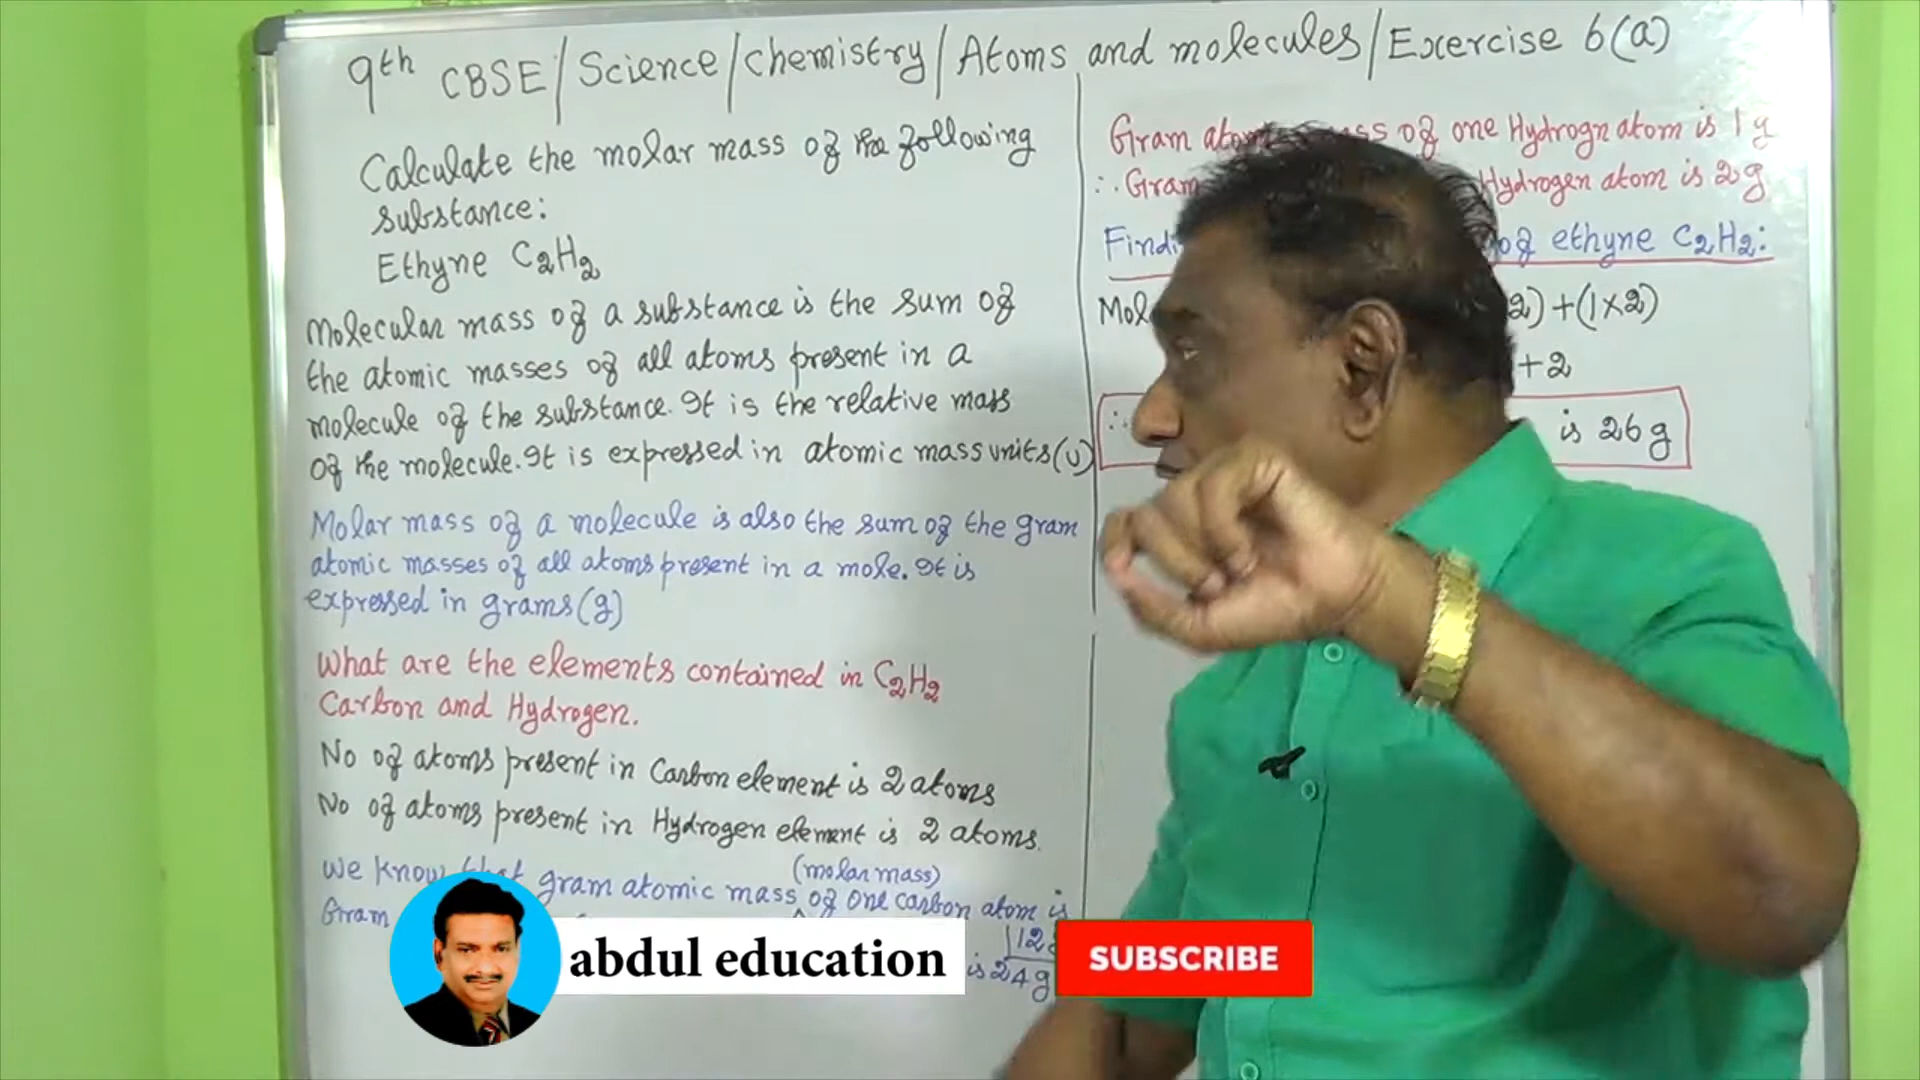 9th CBSE/Science/chemistry/Atoms and molecules/Exercise 6(a)
Calculate the molar mass of the following
substance:
Ethyne C2H2
Molecular mass of a substance is the sum of
the atomic masses of all atoms present in a
molecule of the substance. It is the relative mass
of the molecule. It is expressed in atomic mass units(u)
Molar mass of a molecule is also the sum of the gram
atomic masses of all atoms present in a mole. It is
expressed in grams(g)
What are the elements contained in C2H2
Carbon and Hydrogen.
No of atoms present in Carbon element is 2 atoms
No of atoms present in Hydrogen element is 2 atoms.
(molar mass)
We know that gram atomic mass of one carbon atom is
12
Gram is 24g
Gram mass of one Hydrogn atom is 1g
∴ Gram Hydrogen atom is 2g
of ethyne C2H2:
2)+(1×2)
+2
∴ is 26g
abdul education
SUBSCRIBE